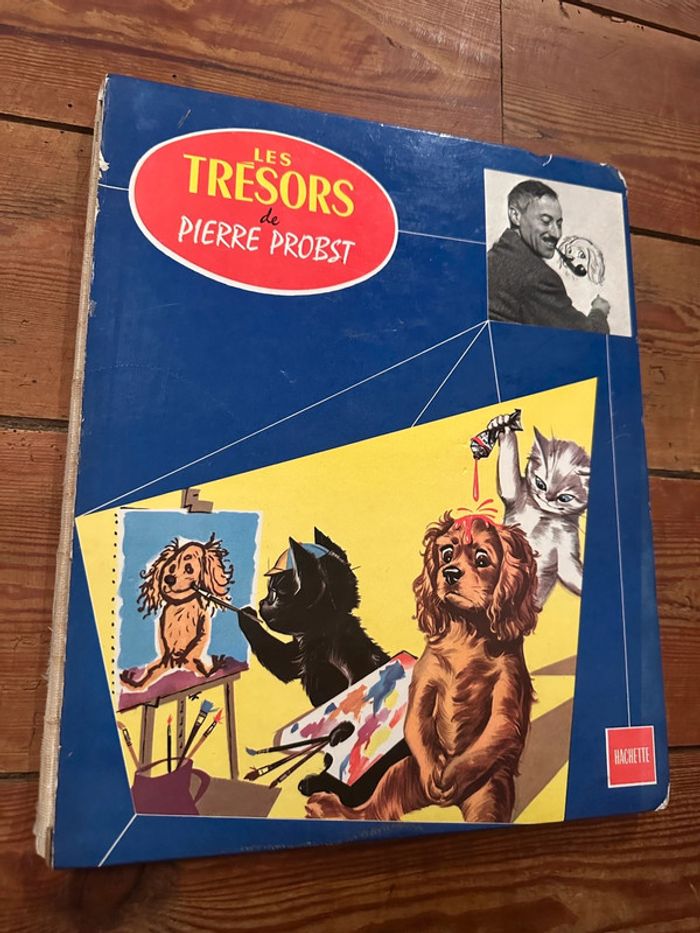 LES
TRÉSORS
de
PIERRE PROBST
HACHETTE